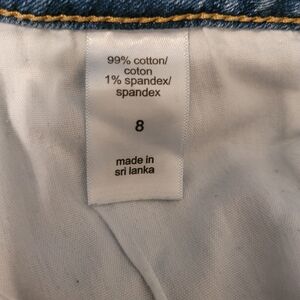 99% cotton/
coton
1% spandex/
spandex
8
made in
sri lanka